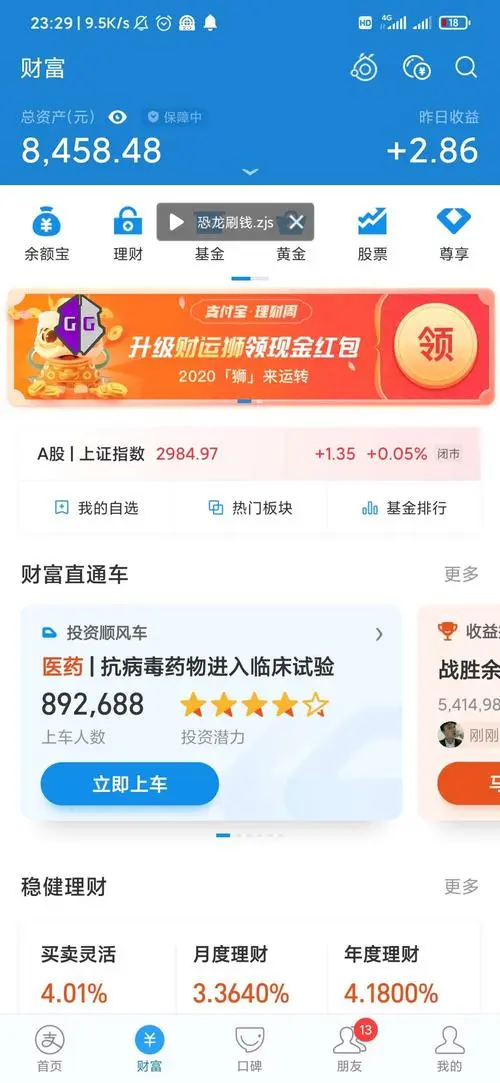 23:29 | 9.5K/s HD 4G 18
财富
总资产(元) 保障中 昨日收益
8,458.48 +2.86
恐龙刷钱.zjs
余额宝 理财 基金 黄金 股票 尊享
支付宝·理财周
升级财运狮领现金红包
2020「狮」来运转
领
GG
A股 | 上证指数 2984.97 +1.35 +0.05% 闭市
我的自选 热门板块 基金排行
财富直通车 更多
投资顺风车
医药 | 抗病毒药物进入临床试验
892,688
上车人数 投资潜力
立即上车
收益
战胜余
5,414,98
刚刚
稳健理财 更多
买卖灵活 月度理财 年度理财
4.01% 3.3640% 4.1800%
13
首页 财富 口碑 朋友 我的